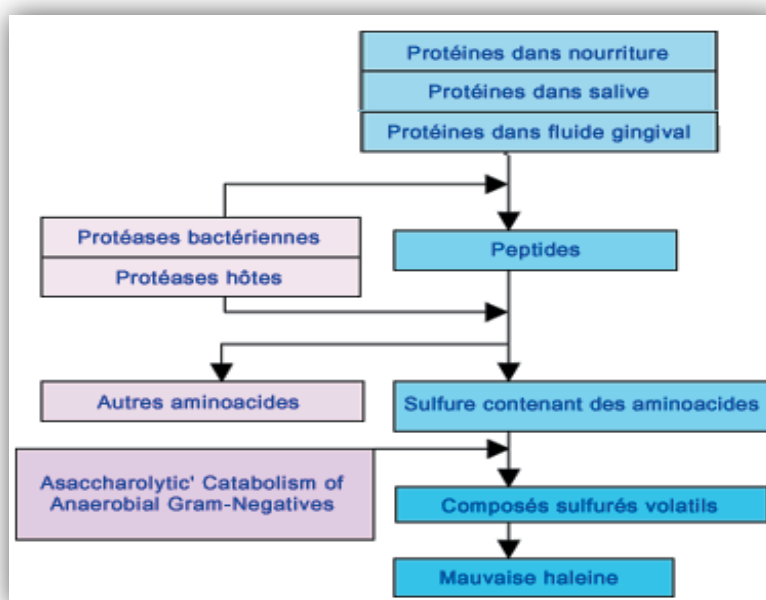 Protéines dans nourriture
Protéines dans salive
Protéines dans fluide gingival
Protéases bactériennes
Protéases hôtes
Peptides
Autres aminoacides
Sulfure contenant des aminoacides
Asaccharolytic' Catabolism of
Anaerobial Gram-Negatives
Composés sulfurés volatils
Mauvaise haleine